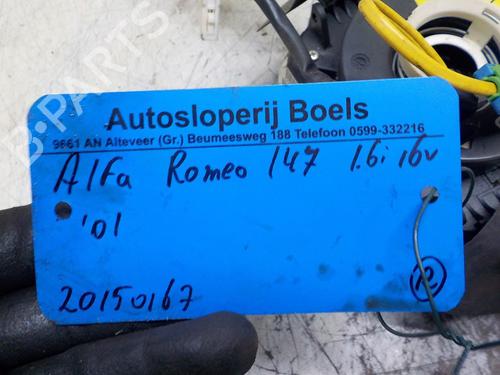 B-PARTS
Autosloperij Boels
9661 AN Alteveer (Gr.) Beumeesweg 188 Telefoon 0599-332216
Alfa Romeo 147 1.6i 16v
'01
20150167